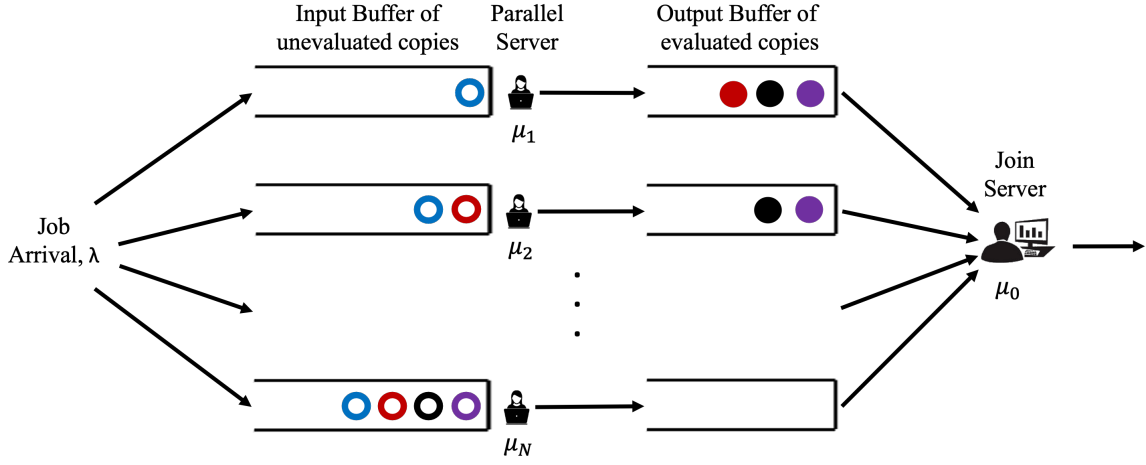 Input Buffer of
unevaluated copies
Parallel
Server
Output Buffer of
evaluated copies
μ1
Join
Server
Job
Arrival, λ
μ2
μ0
μN